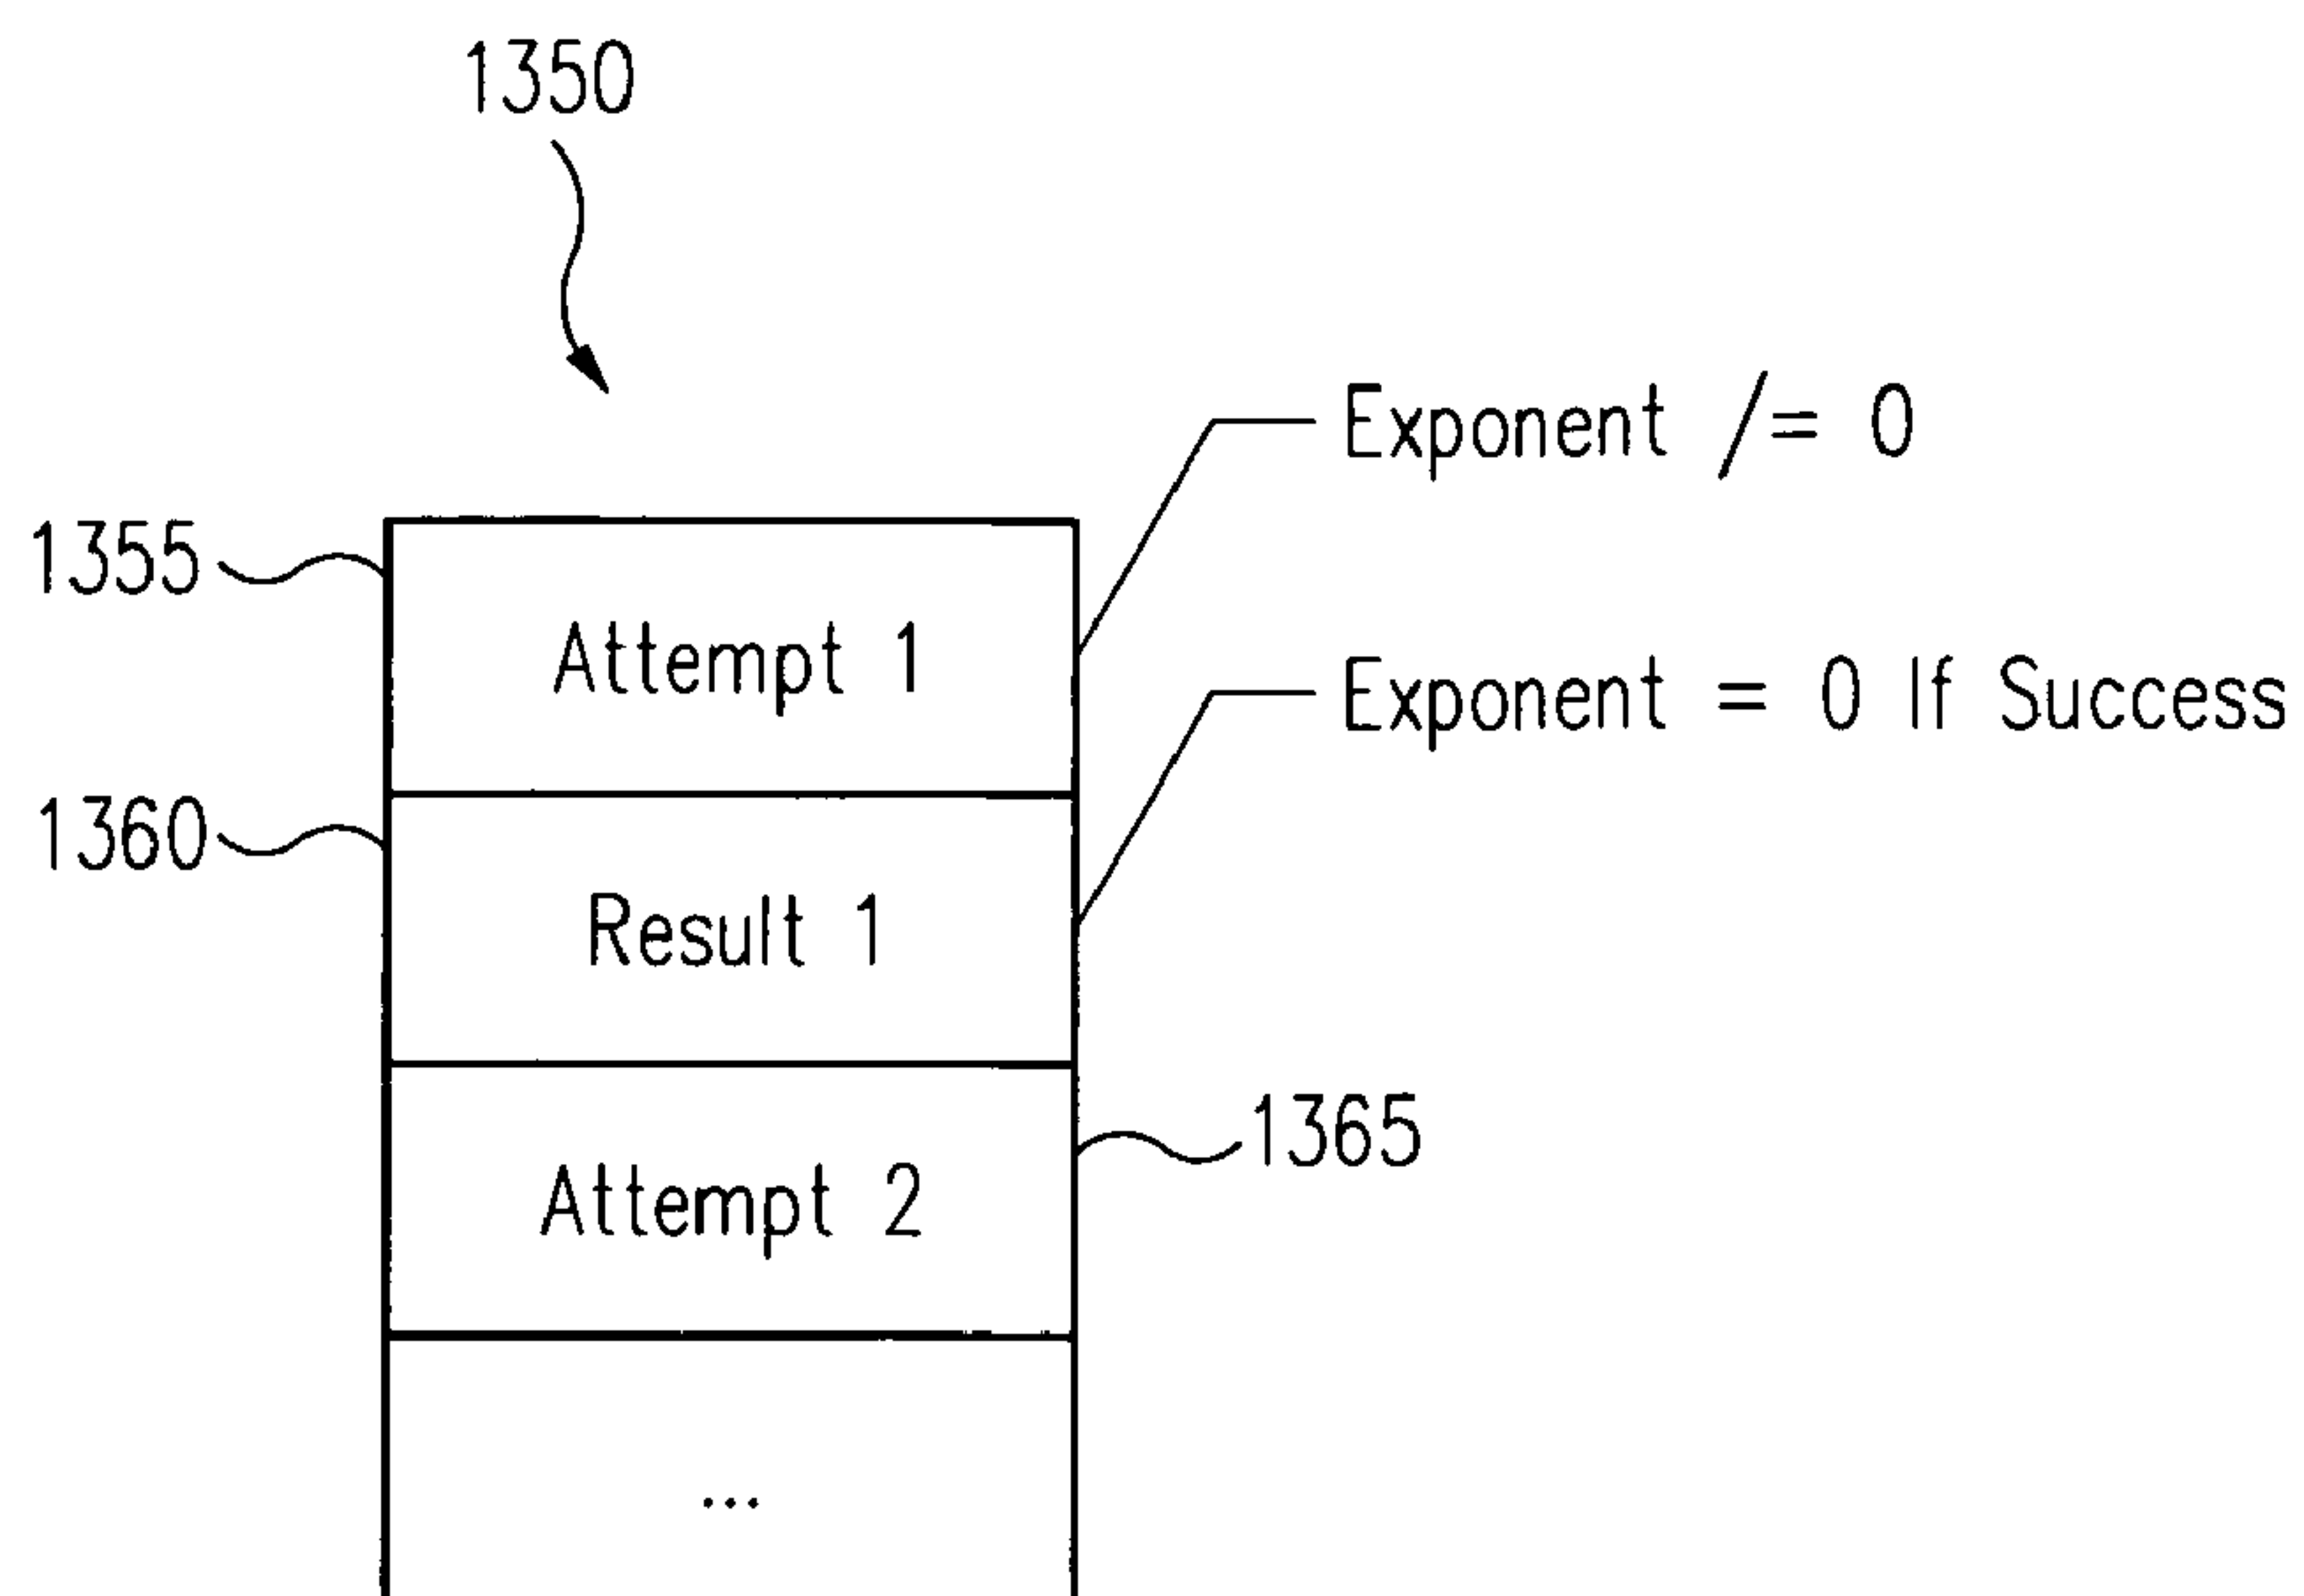 1350
Exponent /= 0
1355
Attempt 1
Exponent = 0 If Success
1360
Result 1
1365
Attempt 2
...